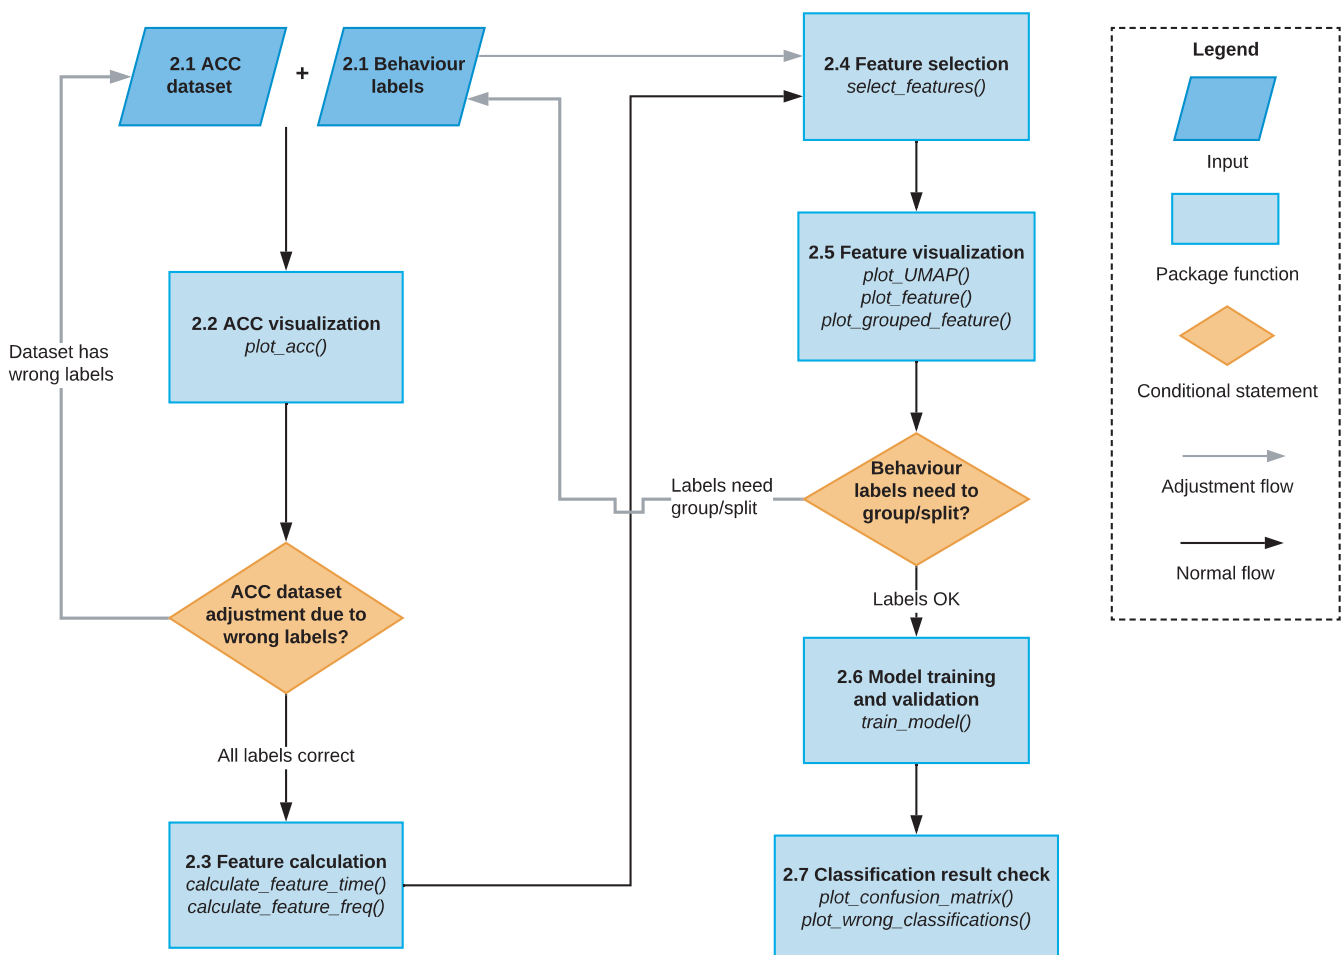 2.1 ACC
dataset
+
2.1 Behaviour
labels
2.2 ACC visualization
plot_acc()
Dataset has
wrong labels
ACC dataset
adjustment due to
wrong labels?
All labels correct
2.3 Feature calculation
calculate_feature_time()
calculate_feature_freq()
2.4 Feature selection
select_features()
2.5 Feature visualization
plot_UMAP()
plot_feature()
plot_grouped_feature()
Behaviour
labels need to
group/split?
Labels need
group/split
Labels OK
2.6 Model training
and validation
train_model()
2.7 Classification result check
plot_confusion_matrix()
plot_wrong_classifications()
Legend
Input
Package function
Conditional statement
Adjustment flow
Normal flow